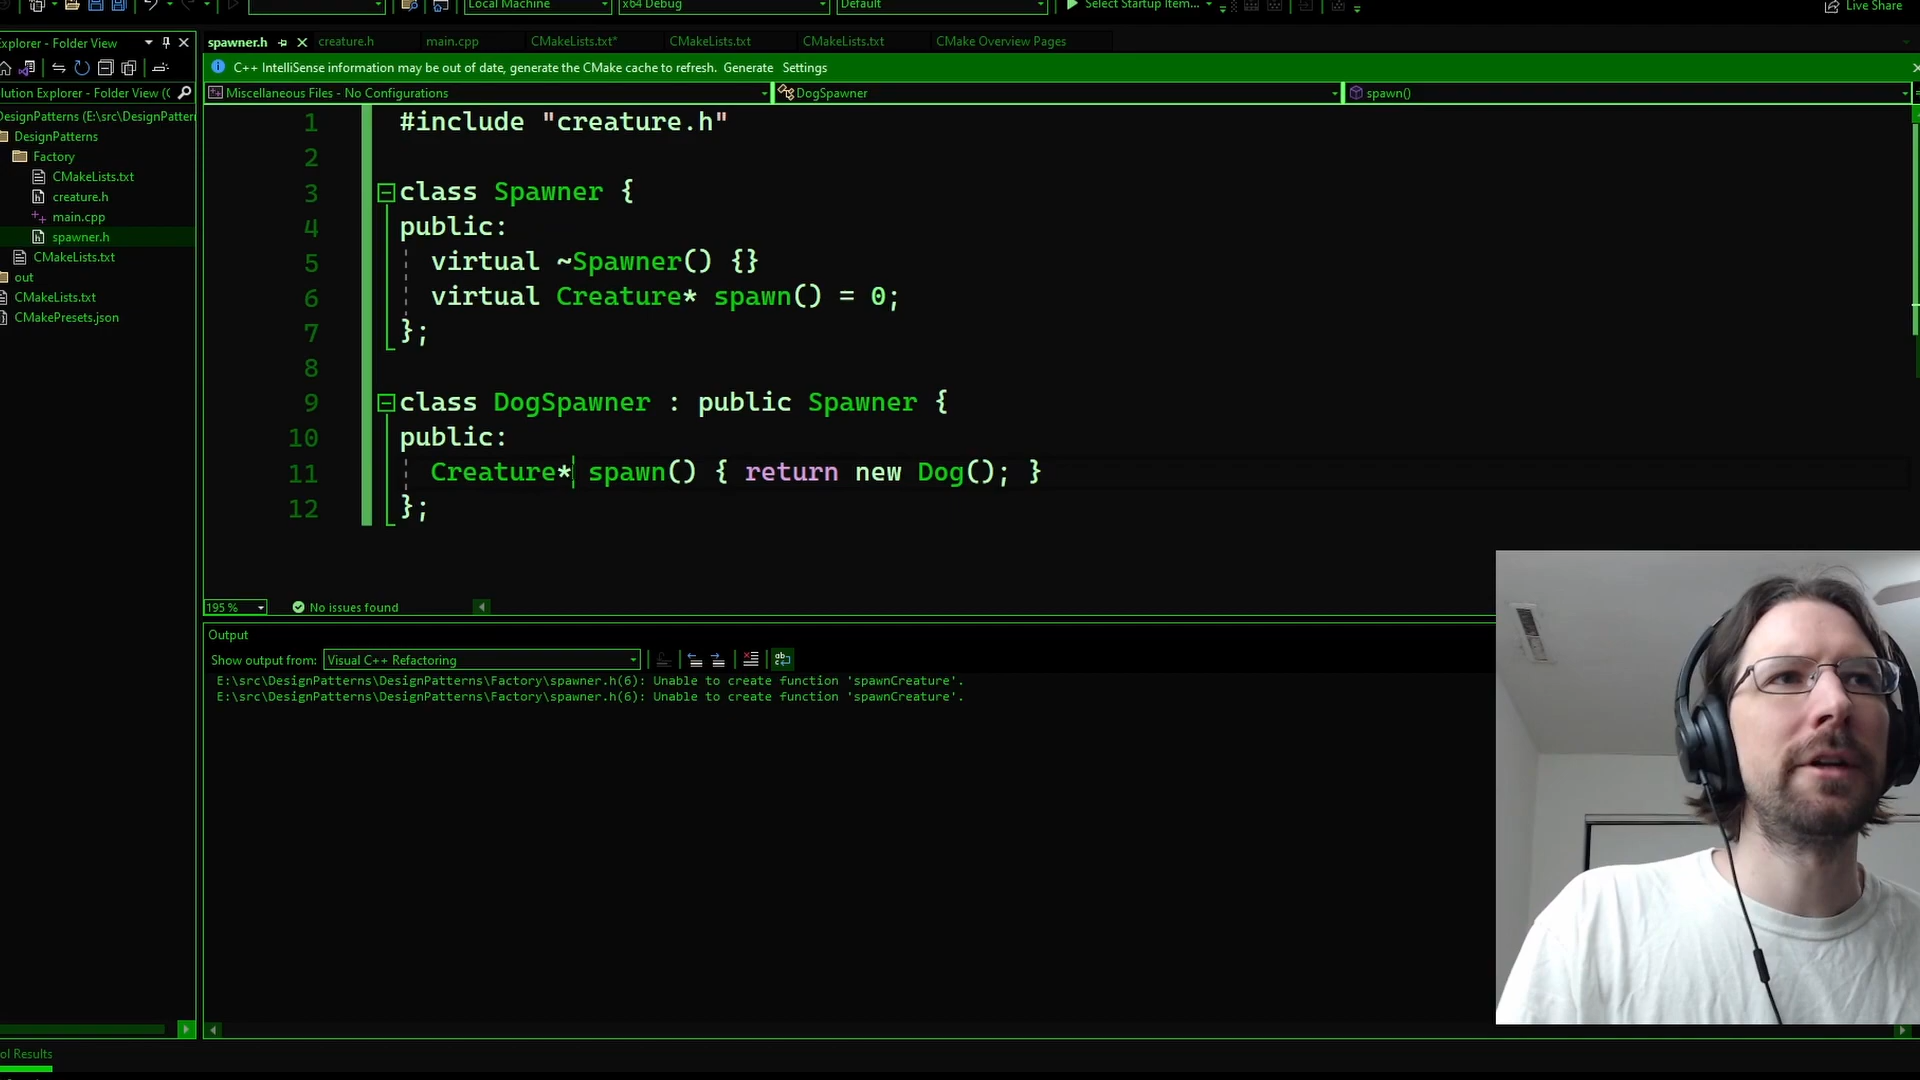 Local Machine
x64 Debug
Default
Select Startup Item...
Live Share
Explorer - Folder View
spawner.h
creature.h
main.cpp
CMakeLists.txt*
CMakeLists.txt
CMakeLists.txt
CMake Overview Pages
C++ IntelliSense information may be out of date, generate the CMake cache to refresh. Generate Settings
lution Explorer - Folder View (
Miscellaneous Files - No Configurations
DogSpawner
spawn()
DesignPatterns (E:\src\DesignPattern
DesignPatterns
Factory
CMakeLists.txt
creature.h
main.cpp
spawner.h
CMakeLists.txt
out
CMakeLists.txt
CMakePresets.json
1 #include "creature.h"
2
3 class Spawner {
4 public:
5 virtual ~Spawner() {}
6 virtual Creature* spawn() = 0;
7 };
8
9 class DogSpawner : public Spawner {
10 public:
11 Creature* spawn() { return new Dog(); }
12 };
195 %
No issues found
Output
Show output from: Visual C++ Refactoring
E:\src\DesignPatterns\DesignPatterns\Factory\spawner.h(6): Unable to create function 'spawnCreature'.
E:\src\DesignPatterns\DesignPatterns\Factory\spawner.h(6): Unable to create function 'spawnCreature'.
ol Results